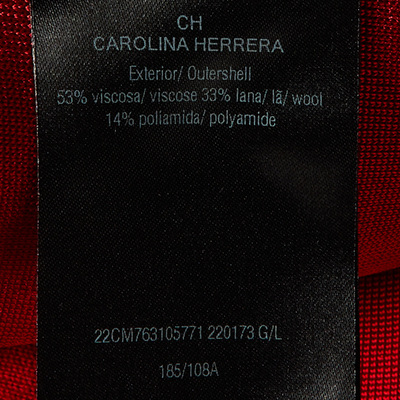 CH
CAROLINA HERRERA
Exterior/ Outershell
53% viscosa/ viscose 33% lana/ lã/ wool
14% poliamida/ polyamide
22CM763105771 220173 G/L
185/108A